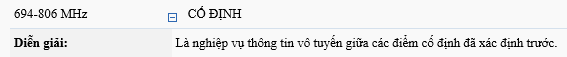 694-806 MHz CỐ ĐỊNH
Diễn giải: Là nghiệp vụ thông tin vô tuyến giữa các điểm cố định đã xác định trước.